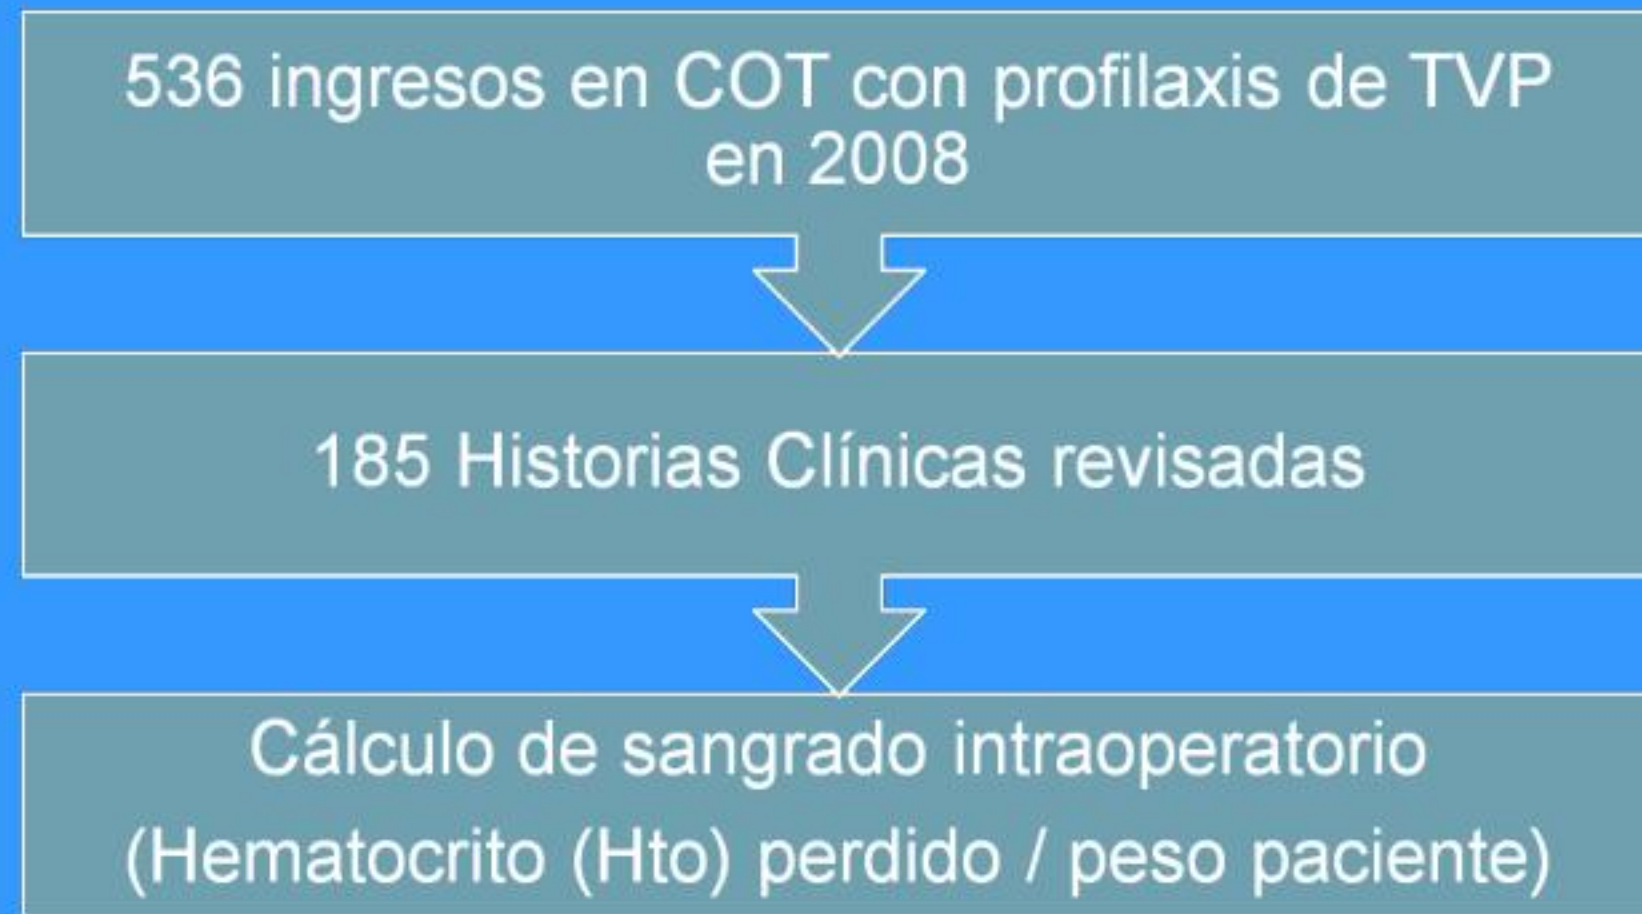 536 ingresos en COT con profilaxis de TVP
en 2008
185 Historias Clínicas revisadas
Cálculo de sangrado intraoperatorio
(Hematocrito (Hto) perdido / peso paciente)